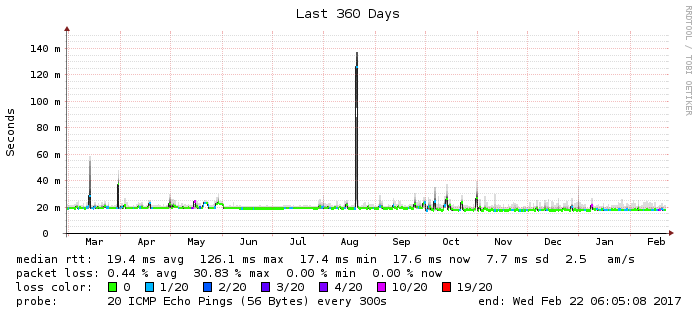 Last 360 Days
RRDTOOL / TOBI OETIKER
Seconds
140 m
120 m
100 m
80 m
60 m
40 m
20 m
0
Mar Apr May Jun Jul Aug Sep Oct Nov Dec Jan Feb
median rtt: 19.4 ms avg 126.1 ms max 17.4 ms min 17.6 ms now 7.7 ms sd 2.5 am/s
packet loss: 0.44 % avg 30.83 % max 0.00 % min 0.00 % now
loss color: 0 1/20 2/20 3/20 4/20 10/20 19/20
probe: 20 ICMP Echo Pings (56 Bytes) every 300s end: Wed Feb 22 06:05:08 2017